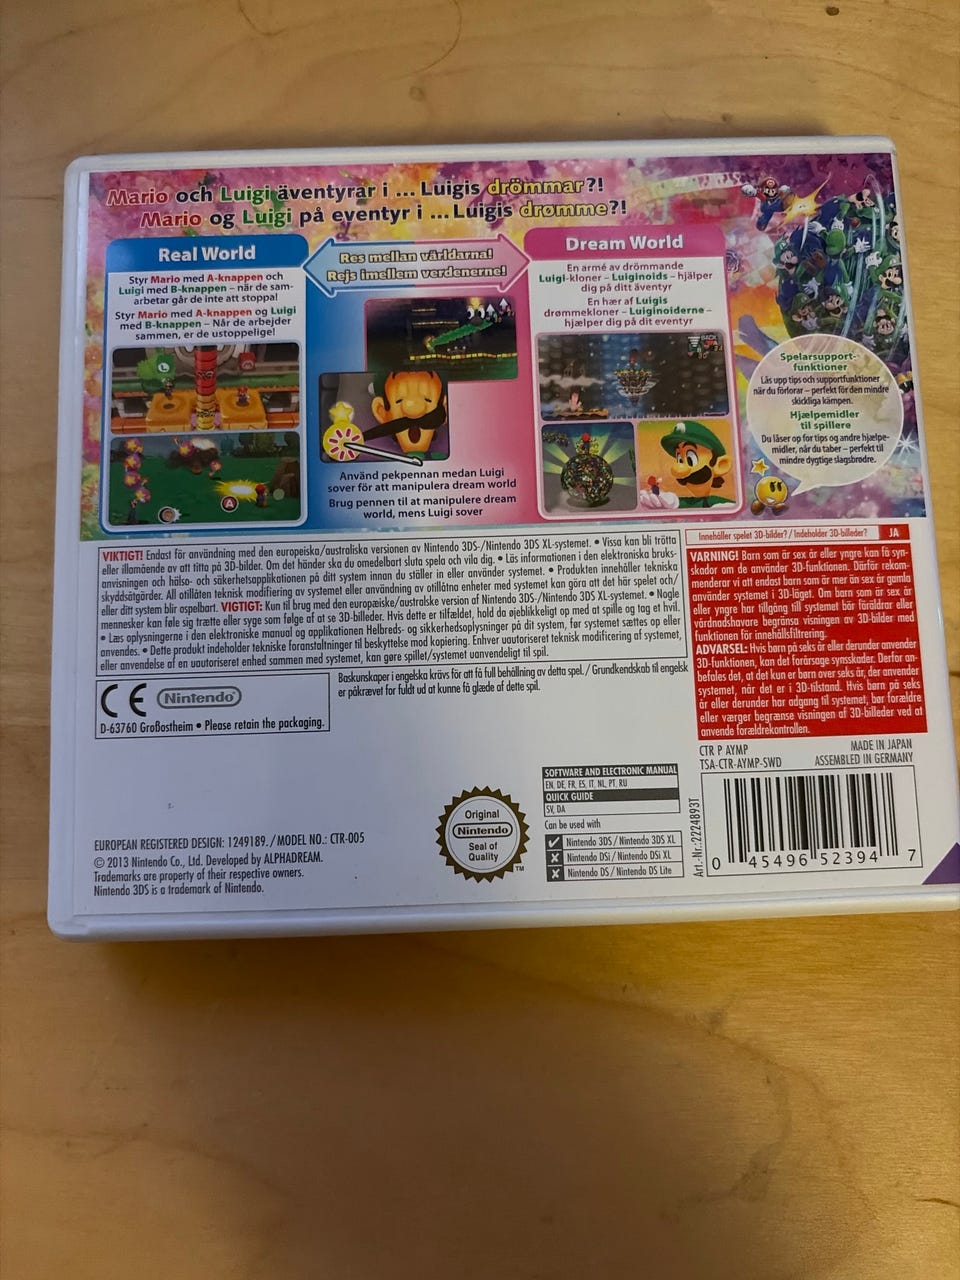 Mario och Luigi äventyrar i ... Luigis drömmar?!
Mario og Luigi på eventyr i ... Luigis drømme?!
Real World
Styr Mario med A-knappen och
Luigi med B-knappen – när de sam-
arbetar går de inte att stoppa!
Styr Mario med A-knappen og Luigi
med B-knappen – Når de arbejder
sammen, er de ustoppelige!
L
A
Res mellan världarna!
Rejs imellem verdenerne!
Använd pekpennan medan Luigi
sover för att manipulera dream world
Brug pennen til at manipulere dream
world, mens Luigi sover
Dream World
En armé av drömmande
Luigi-kloner – Luiginoids – hjälper
dig på ditt äventyr
En hær af Luigis
drømmekloner – Luiginoiderne –
hjælper dig på dit eventyr
BACK
Spelarsupport-
funktioner
Lås upp tips och supportfunktioner
när du förlorar – perfekt för den mindre
skickliga kämpen.
Hjælpemidler
til spillere
Du låser op for tips og andre hjælpe-
midler, når du taber – perfekt til
mindre dygtige slagsbrødre.
VIKTIGT! Endast för användning med den europeiska/australiska versionen av Nintendo 3DS-/Nintendo 3DS XL-systemet. • Vissa kan bli trötta
eller illamående av att titta på 3D-bilder. Om det händer ska du omedelbart sluta spela och vila dig. • Läs informationen i den elektroniska bruks-
anvisningen och hälso- och säkerhetsapplikationen på ditt system innan du ställer in eller använder systemet. • Produkten innehåller tekniska
skyddsåtgärder. All otillåten teknisk modifiering av systemet eller användning av otillåtna enheter med systemet kan göra att det här spelet och/
eller ditt system blir ospelbart. VIGTIGT: Kun til brug med den europæiske/australske version af Nintendo 3DS-/Nintendo 3DS XL-systemet. • Nogle
mennesker kan føle sig trætte eller syge som følge af at se 3D-billeder. Hvis dette er tilfældet, hold da øjeblikkeligt op med at spille og tag et hvil.
• Læs oplysningerne i den elektroniske manual og applikationen Helbreds- og sikkerhedsoplysninger på dit system, før systemet sættes op eller
anvendes. • Dette produkt indeholder tekniske foranstaltninger til beskyttelse mod kopiering. Enhver uautoriseret teknisk modificering af systemet,
eller anvendelse af en uautoriseret enhed sammen med systemet, kan gøre spillet/systemet uanvendeligt til spil.
Innehåller spelet 3D-bilder? / Indeholder 3D-billeder? JA
VARNING! Barn som är sex år eller yngre kan få syn-
skador om de använder 3D-funktionen. Därför rekom-
menderar vi att endast barn som är mer än sex år gamla
använder systemet i 3D-läget. Om barn som är sex år
eller yngre har tillgång till systemet bör föräldrar eller
vårdnadshavare begränsa visningen av 3D-bilder med
funktionen för innehållsfiltrering.
ADVARSEL: Hvis børn på seks år eller derunder anvender
3D-funktionen, kan det forårsage synsskader. Derfor an-
befales det, at det kun er børn over seks år, der anvender
systemet, når det er i 3D-tilstand. Hvis børn på seks
år eller derunder har adgang til systemet, bør forældre
eller værger begrænse visningen af 3D-billeder ved at
anvende forældrekontrollen.
CE Nintendo
D-63760 Großostheim • Please retain the packaging.
Baskunskaper i engelska krävs för att få full behållning av detta spel. / Grundkendskab til engelsk
er påkrævet for fuldt ud at kunne få glæde af dette spil.
CTR P AYMP
TSA-CTR-AYMP-SWD
MADE IN JAPAN
ASSEMBLED IN GERMANY
EUROPEAN REGISTERED DESIGN: 1249189. / MODEL NO.: CTR-005
© 2013 Nintendo Co., Ltd. Developed by ALPHADREAM.
Trademarks are property of their respective owners.
Nintendo 3DS is a trademark of Nintendo.
Original
Nintendo
Seal of
Quality
TM
SOFTWARE AND ELECTRONIC MANUAL
EN, DE, FR, ES, IT, NL, PT, RU
QUICK GUIDE
SV, DA
Can be used with
Nintendo 3DS / Nintendo 3DS XL
Nintendo DSi / Nintendo DSi XL
Nintendo DS / Nintendo DS Lite
Art.-Nr.: 2224893T
0 45496 52394 7